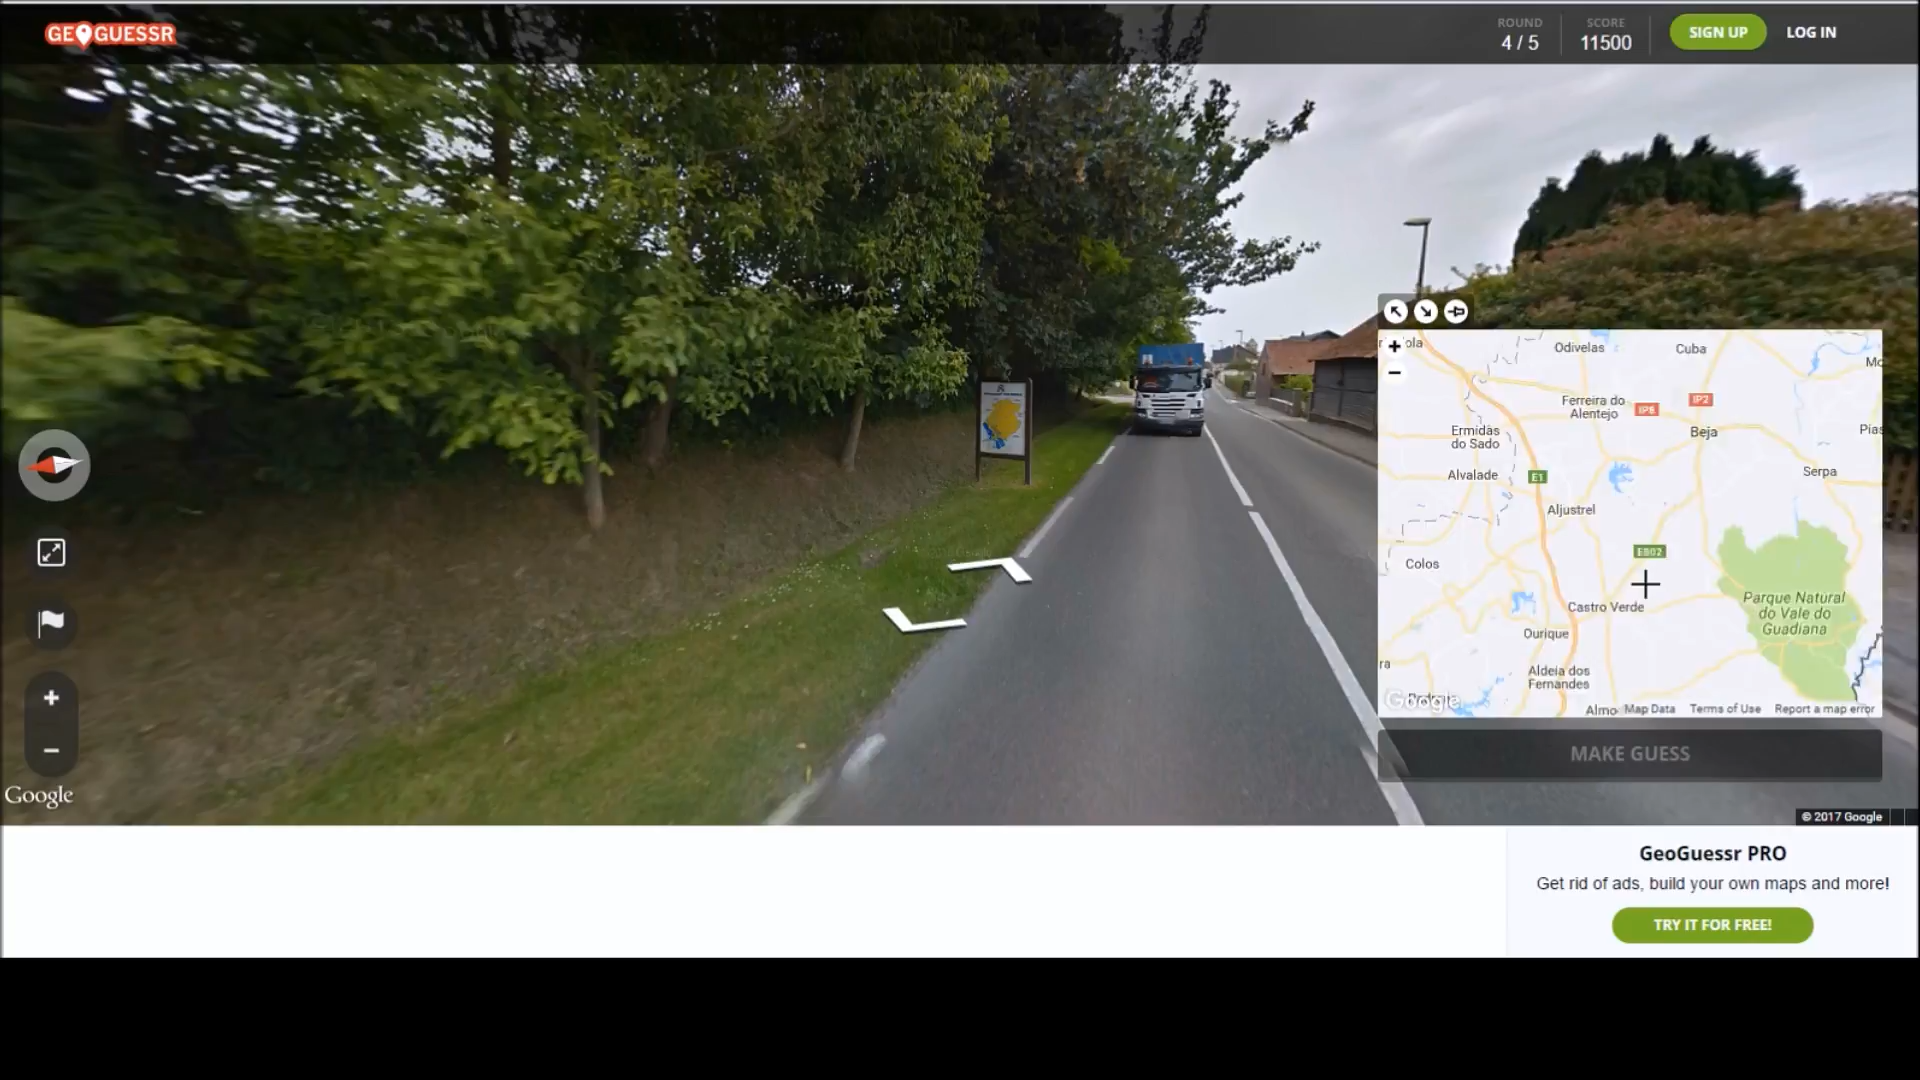 GEOGUESSR
ROUND
4 / 5
SCORE
11500
SIGN UP
LOG IN
Odivelas
Cuba
Ferreira do
Alentejo
IP8
IP2
Beja
Ermidas
do Sado
Alvalade
E1
Serpa
Aljustrel
E802
Colos
Castro Verde
Parque Natural
do Vale do
Guadiana
Ourique
Aldeia dos
Fernandes
Google
Almo
Map Data
Terms of Use
Report a map error
MAKE GUESS
Google
© 2017 Google
GeoGuessr PRO
Get rid of ads, build your own maps and more!
TRY IT FOR FREE!